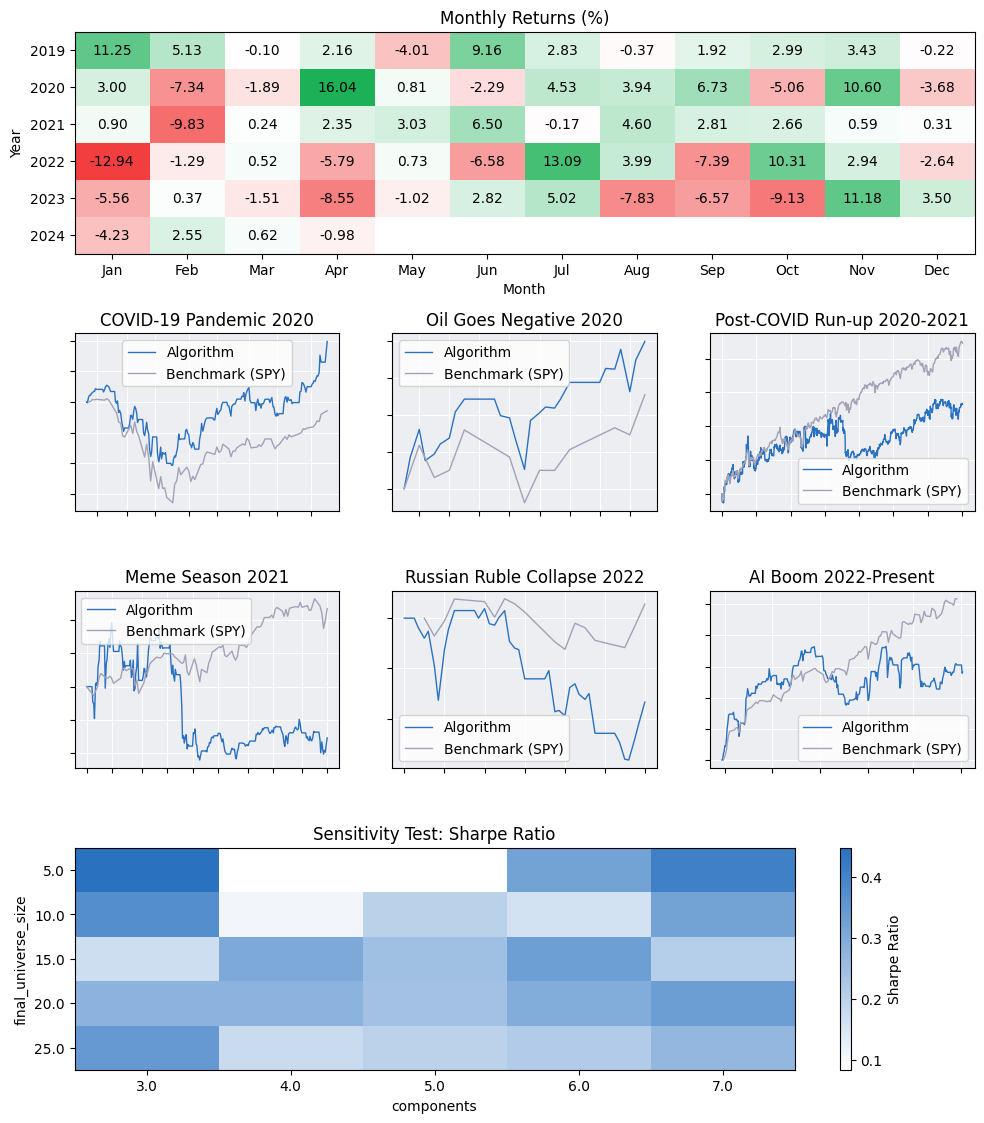 Monthly Returns (%)
2019 11.25 5.13 -0.10 2.16 -4.01 9.16 2.83 -0.37 1.92 2.99 3.43 -0.22
2020 3.00 -7.34 -1.89 16.04 0.81 -2.29 4.53 3.94 6.73 -5.06 10.60 -3.68
2021 0.90 -9.83 0.24 2.35 3.03 6.50 -0.17 4.60 2.81 2.66 0.59 0.31
2022 -12.94 -1.29 0.52 -5.79 0.73 -6.58 13.09 3.99 -7.39 10.31 2.94 -2.64
2023 -5.56 0.37 -1.51 -8.55 -1.02 2.82 5.02 -7.83 -6.57 -9.13 11.18 3.50
2024 -4.23 2.55 0.62 -0.98
Year
Jan Feb Mar Apr May Jun Jul Aug Sep Oct Nov Dec
Month
COVID-19 Pandemic 2020
Algorithm
Benchmark (SPY)
Oil Goes Negative 2020
Algorithm
Benchmark (SPY)
Post-COVID Run-up 2020-2021
Algorithm
Benchmark (SPY)
Meme Season 2021
Algorithm
Benchmark (SPY)
Russian Ruble Collapse 2022
Algorithm
Benchmark (SPY)
AI Boom 2022-Present
Algorithm
Benchmark (SPY)
Sensitivity Test: Sharpe Ratio
final_universe_size
5.0
10.0
15.0
20.0
25.0
3.0 4.0 5.0 6.0 7.0
components
0.4
0.3
0.2
0.1
Sharpe Ratio